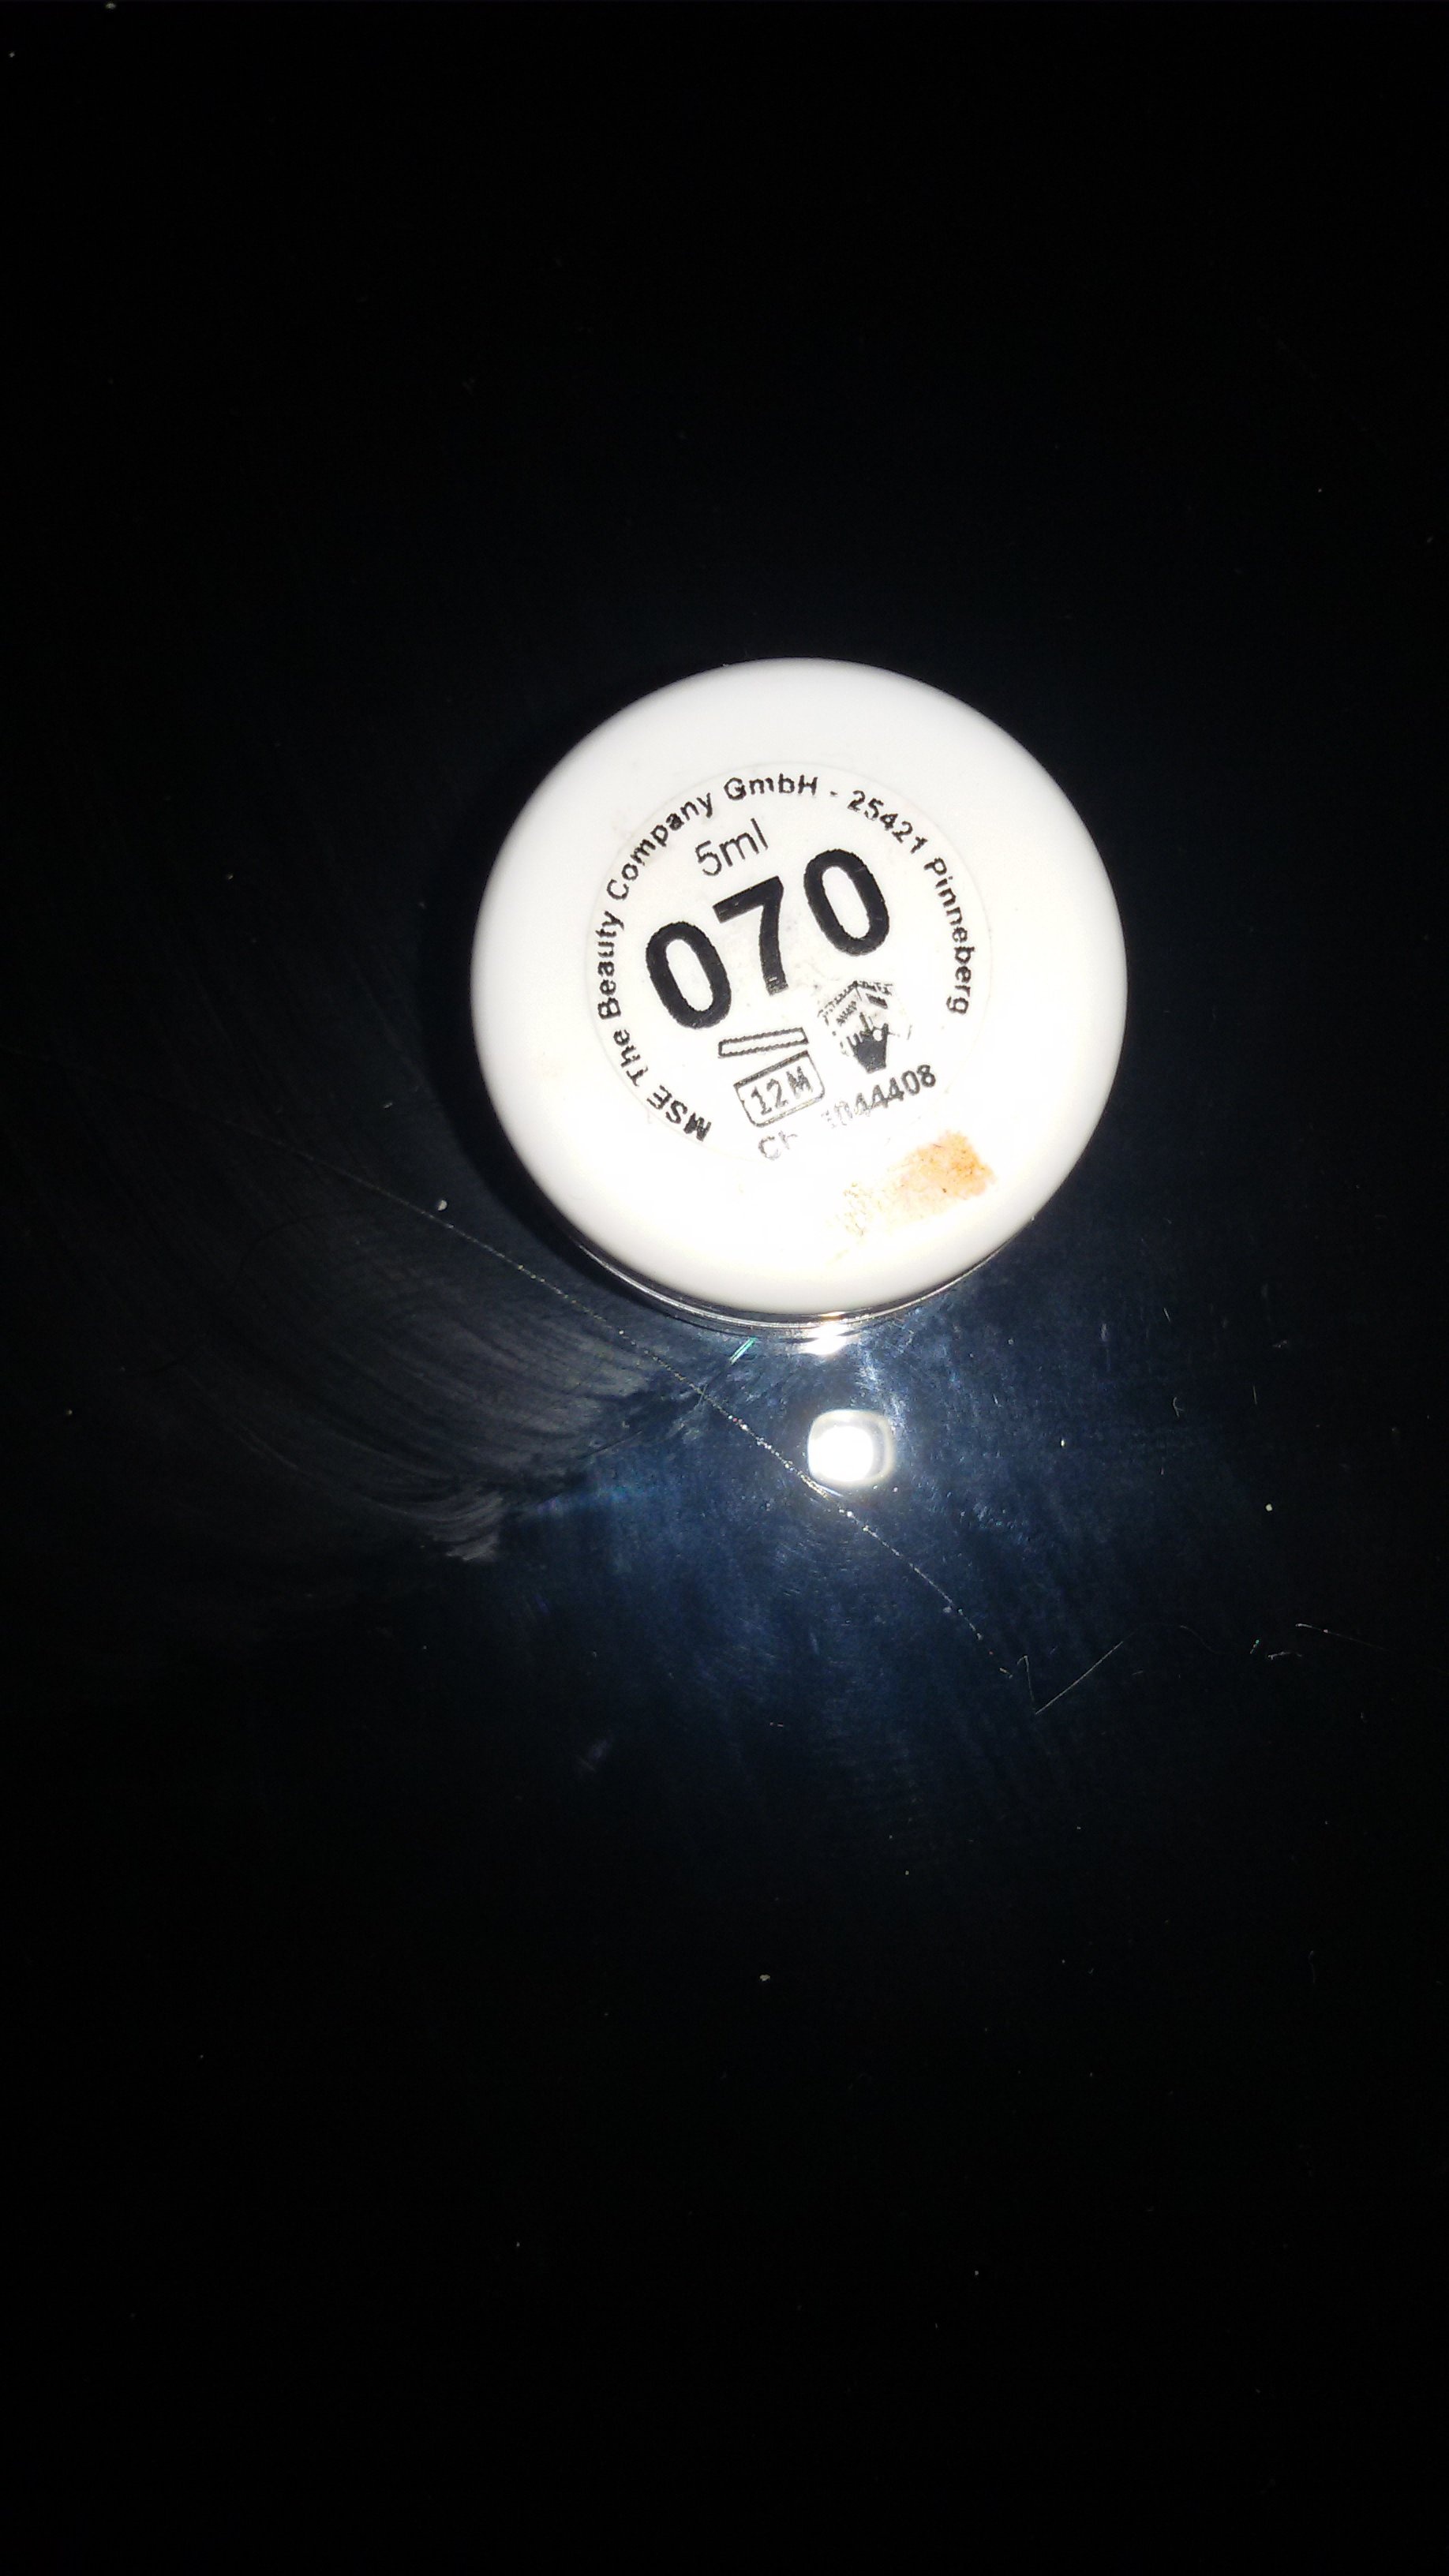 MSE The Beauty Company GmbH - 25421 Pinneberg
5ml
070
12M